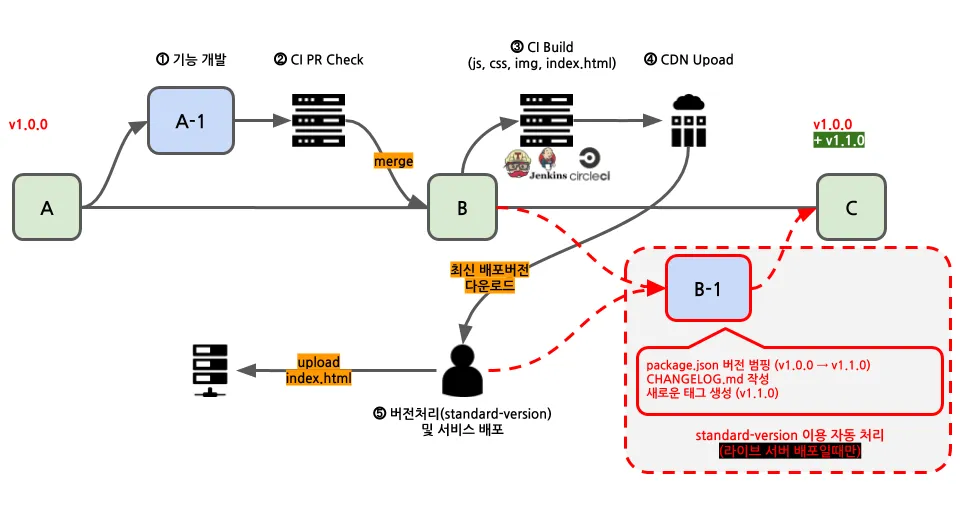 ① 기능 개발
② CI PR Check
③ CI Build
(js, css, img, index.html)
④ CDN Upoad
v1.0.0
A-1
v1.0.0
+ v1.1.0
merge
Jenkins
circleci
A
B
C
최신 배포버전
다운로드
B-1
upload
index.html
package.json 버전 범핑 (v1.0.0 → v1.1.0)
CHANGELOG.md 작성
새로운 태그 생성 (v1.1.0)
⑤ 버전처리(standard-version)
및 서비스 배포
standard-version 이용 자동 처리
(라이브 서버 배포일때만)